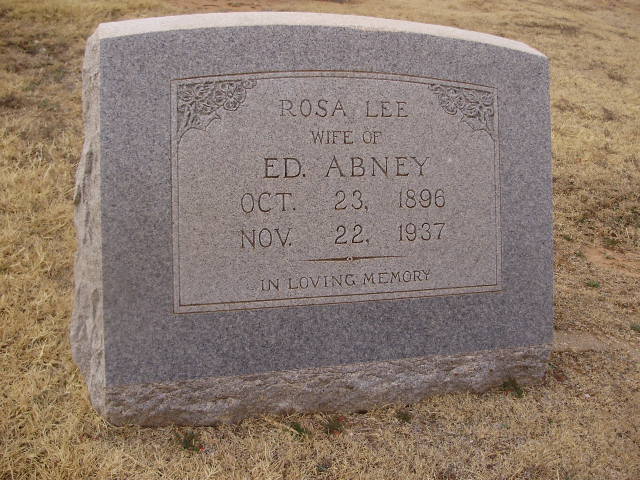 ROSA LEE
WIFE OF
ED. ABNEY
OCT. 23, 1896
NOV. 22, 1937
IN LOVING MEMORY